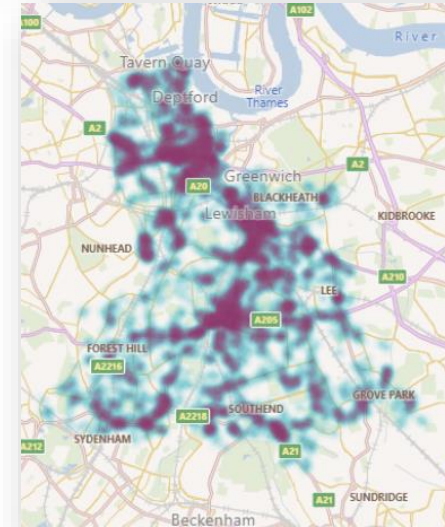 A102
A100
River
Tavern Quay
River
Thames
Deptford
A2
A2
Greenwich
A20
BLACKHEATH
Lewisham
KIDBROOKE
NUNHEAD
A210
LEE
A205
FOREST HILL
A2216
GROVE PARK
SOUTHEND
A2218
SYDENHAM
A212
A21
A21
SUNDRIDGE
Beckenham